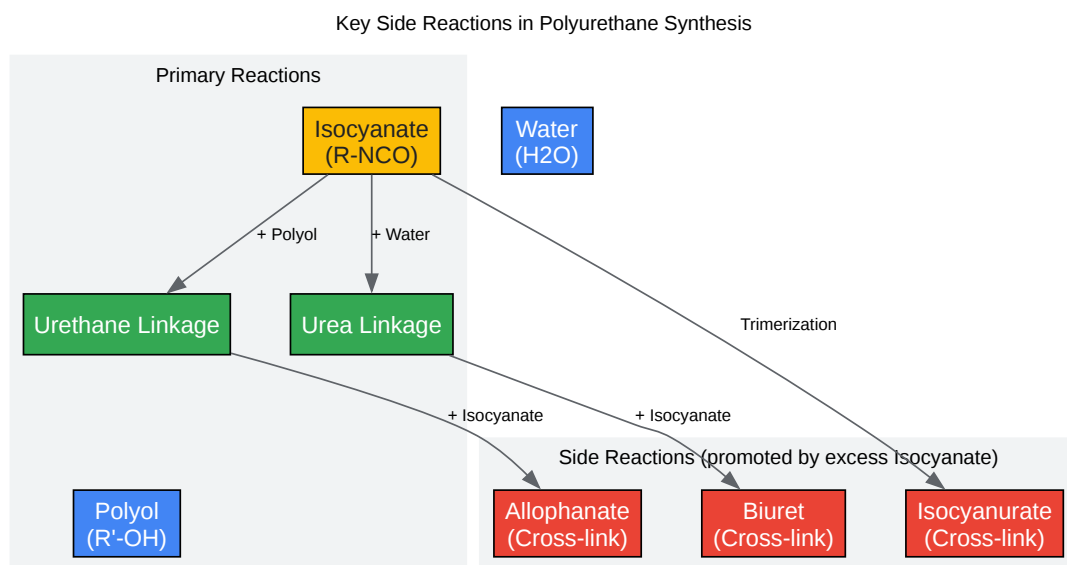 Key Side Reactions in Polyurethane Synthesis
Primary Reactions
Isocyanate
(R-NCO)
Water
(H2O)
+ Polyol
+ Water
Urethane Linkage
Urea Linkage
Trimerization
+ Isocyanate
+ Isocyanate
Side Reactions (promoted by excess Isocyanate)
Polyol
(R'-OH)
Allophanate
(Cross-link)
Biuret
(Cross-link)
Isocyanurate
(Cross-link)